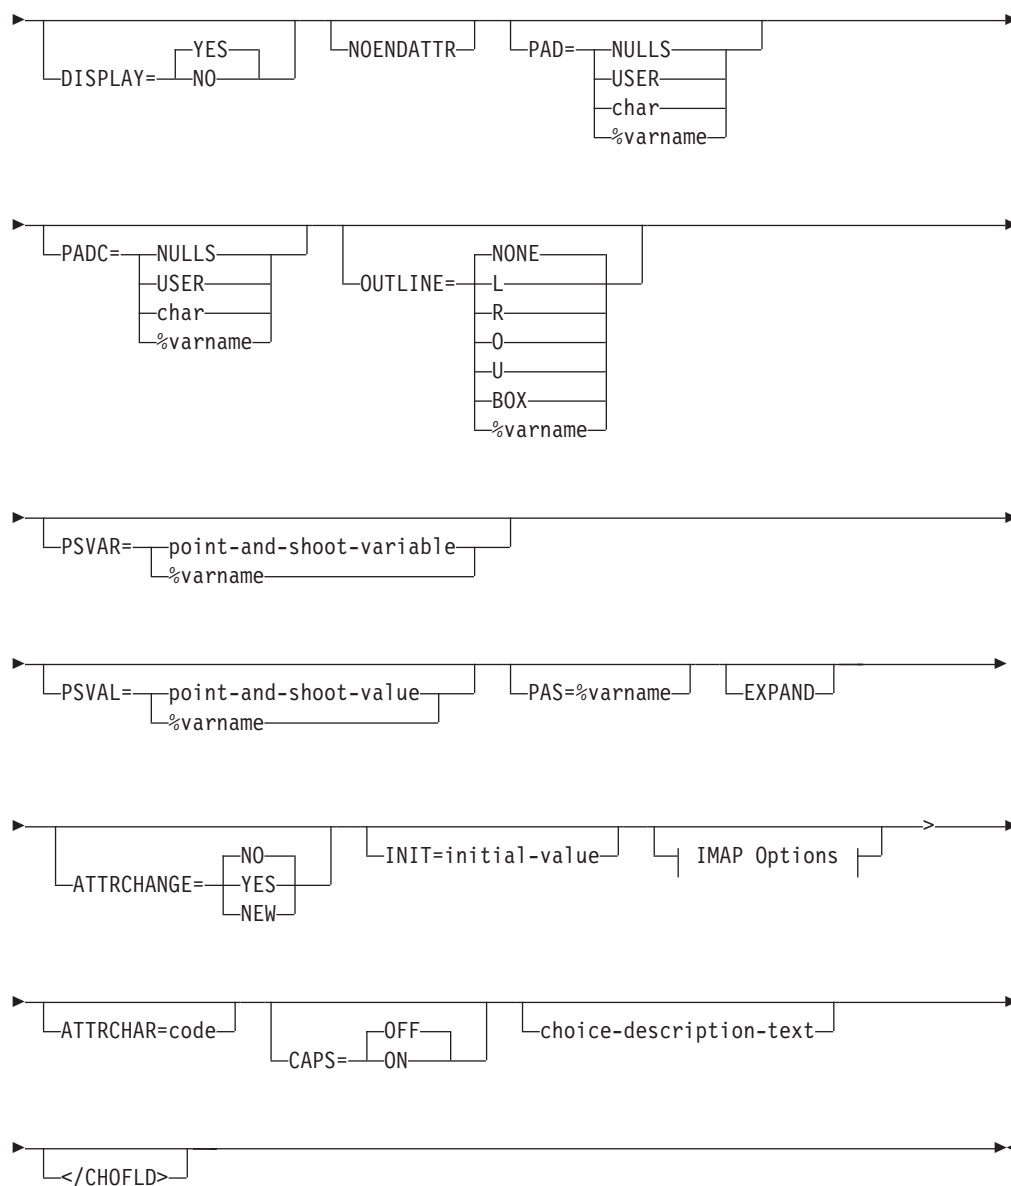 YES
DISPLAY= NO NOENDATTR PAD= NULLS
USER
char
%varname
PADC= NULLS
USER
char
%varname
OUTLINE= NONE
L
R
O
U
BOX
%varname
PSVAR= point-and-shoot-variable
%varname
PSVAL= point-and-shoot-value
%varname
PAS=%varname EXPAND
ATTRCHANGE= NO
YES
NEW
INIT=initial-value IMAP Options >
ATTRCHAR=code CAPS= OFF
ON
choice-description-text
</CHOFLD>